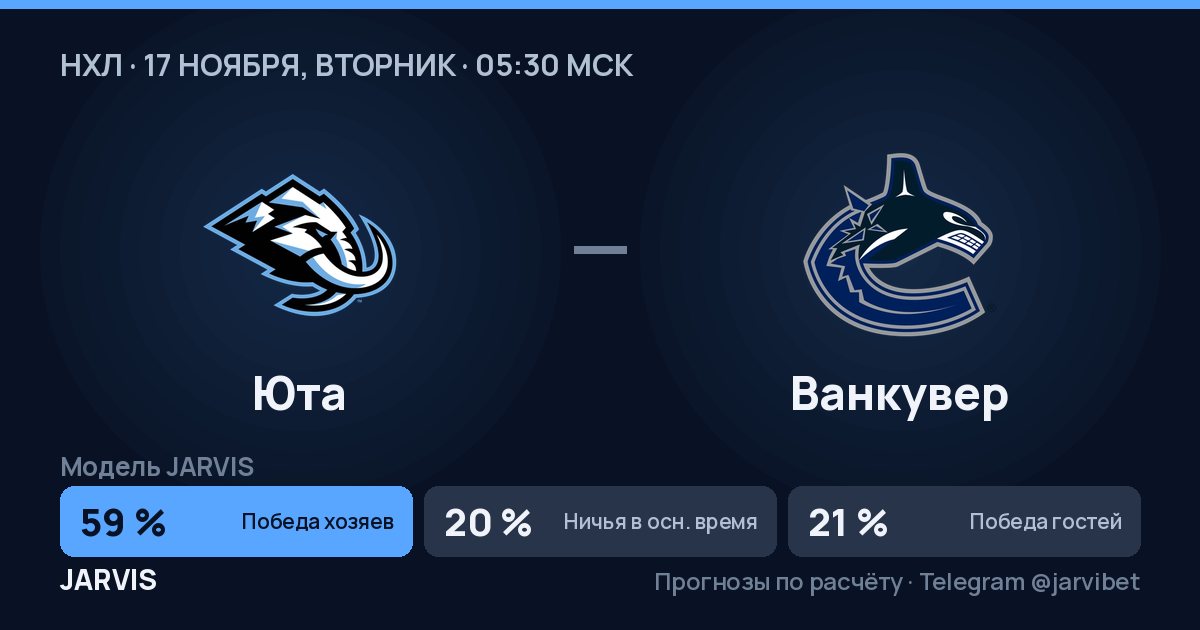 НХЛ · 17 НОЯБРЯ, ВТОРНИК · 05:30 МСК
Юта
Ванкувер
Модель JARVIS
59 % Победа хозяев
20 % Ничья в осн. время
21 % Победа гостей
JARVIS
Прогнозы по расчёту · Telegram @jarvibet